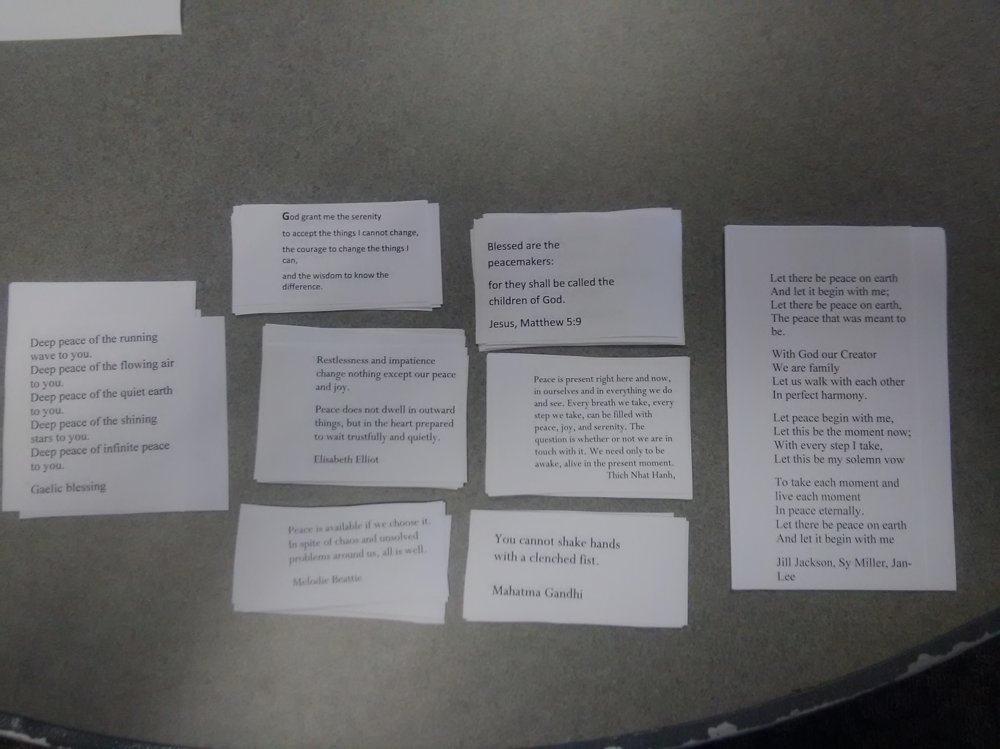 Deep peace of the running
wave to you.
Deep peace of the flowing air
to you.
Deep peace of the quiet earth
to you.
Deep peace of the shining
stars to you.
Deep peace of infinite peace
to you.
Gaelic blessing
God grant me the serenity
to accept the things I cannot change,
the courage to change the things I
can,
and the wisdom to know the
difference.
Restlessness and impatience
change nothing except our peace
and joy.
Peace does not dwell in outward
things, but in the heart prepared
to wait trustfully and quietly.
Elisabeth Elliot
Peace is available if we choose it.
In spite of chaos and unsolved
problems around us, all is well.
Melodie Beattie
Blessed are the
peacemakers:
for they shall be called the
children of God.
Jesus, Matthew 5:9
Peace is present right here and now,
in ourselves and in everything we do
and see. Every breath we take, every
step we take, can be filled with
peace, joy, and serenity. The
question is whether or not we are in
touch with it. We need only to be
awake, alive in the present moment.
Thich Nhat Hanh,
You cannot shake hands
with a clenched fist.
Mahatma Gandhi
Let there be peace on earth
And let it begin with me;
Let there be peace on earth,
The peace that was meant to
be.
With God our Creator
We are family
Let us walk with each other
In perfect harmony.
Let peace begin with me,
Let this be the moment now;
With every step I take,
Let this be my solemn vow
To take each moment and
live each moment
In peace eternally.
Let there be peace on earth
And let it begin with me
Jill Jackson, Sy Miller, Jan-
Lee